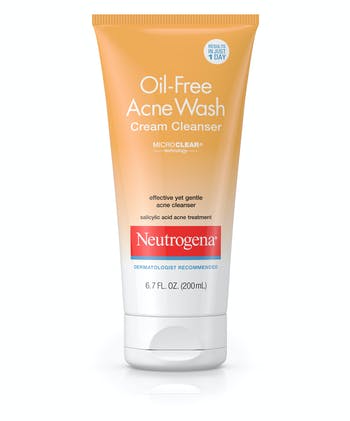 RESULTS
IN JUST
1 DAY
Oil-Free
Acne Wash
Cream Cleanser
MICROCLEAR®
technology
effective yet gentle
acne cleanser
salicylic acid acne treatment
Neutrogena®
DERMATOLOGIST RECOMMENDED
6.7 FL. OZ. (200mL)